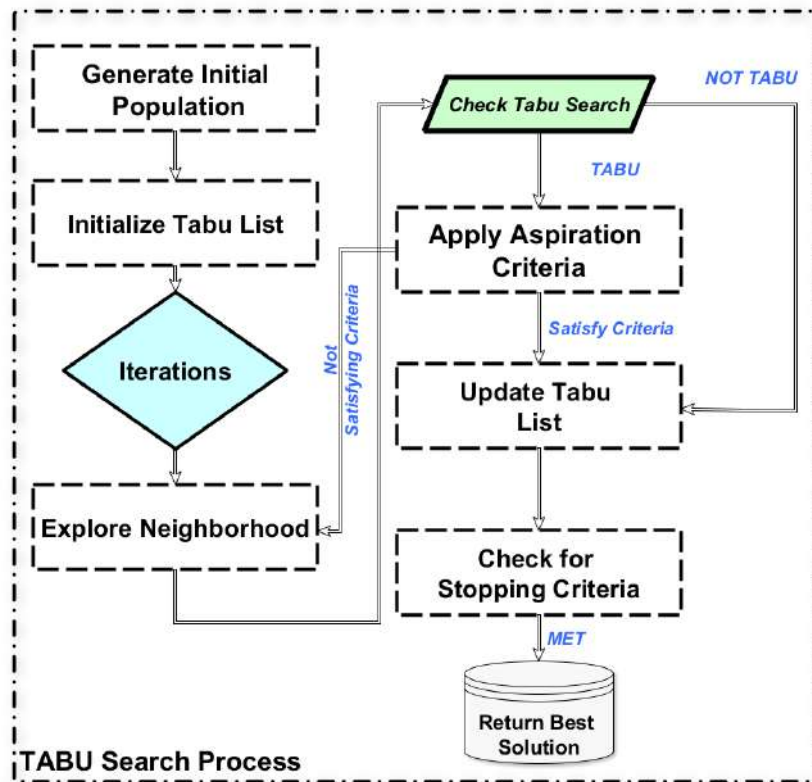 Generate Initial
Population
Initialize Tabu List
Iterations
Explore Neighborhood
Not
Satisfying Criteria
Check Tabu Search
NOT TABU
TABU
Apply Aspiration
Criteria
Satisfy Criteria
Update Tabu
List
Check for
Stopping Criteria
MET
Return Best
Solution
TABU Search Process